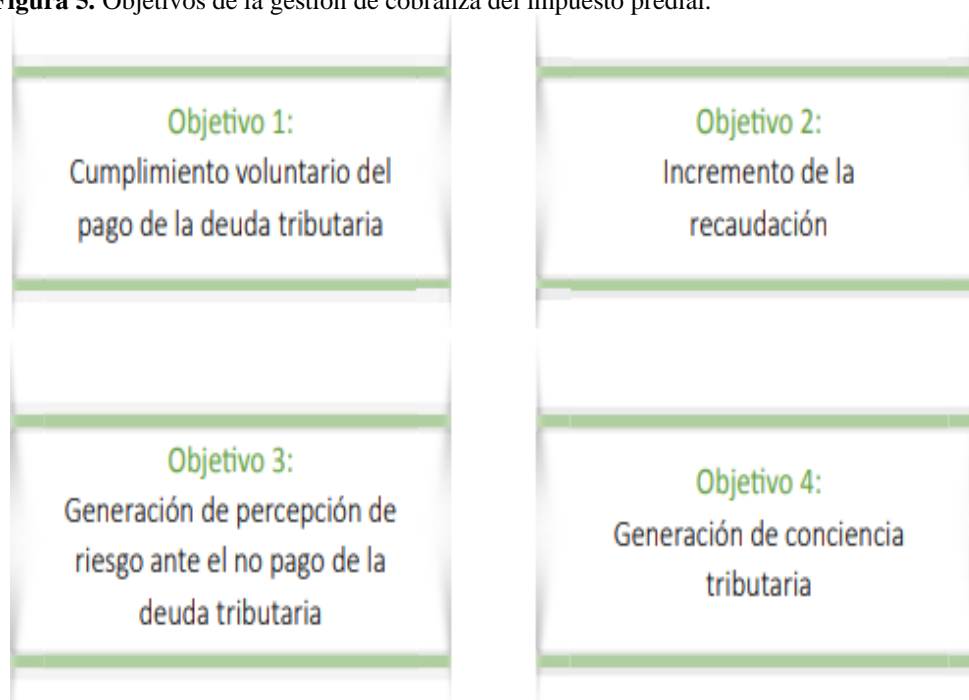 Figura 5. Objetivos de la gestión de cobranza del impuesto predial.
Objetivo 1:
Cumplimiento voluntario del
pago de la deuda tributaria
Objetivo 2:
Incremento de la
recaudación
Objetivo 3:
Generación de percepción de
riesgo ante el no pago de la
deuda tributaria
Objetivo 4:
Generación de conciencia
tributaria